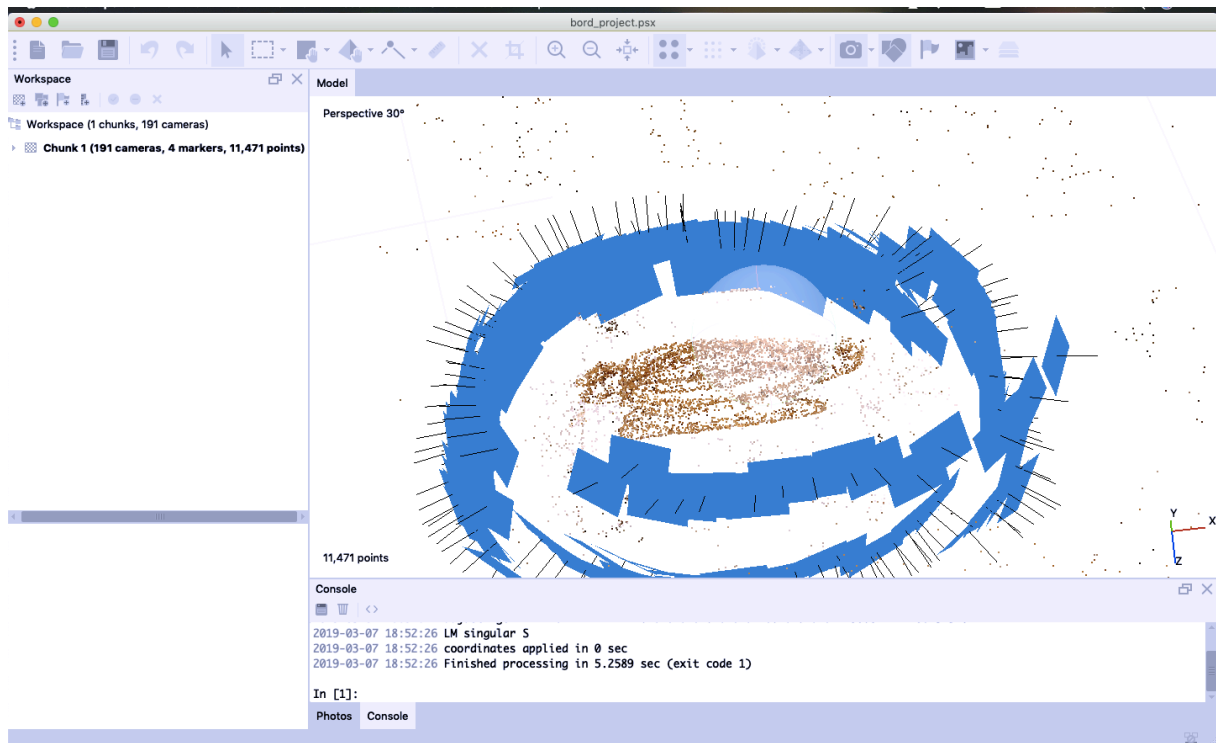 bord_project.psx
Workspace
Model
Workspace (1 chunks, 191 cameras)
Chunk 1 (191 cameras, 4 markers, 11,471 points)
Perspective 30°
Y
X
Z
11,471 points
Console
2019-03-07 18:52:26 LM singular S
2019-03-07 18:52:26 coordinates applied in 0 sec
2019-03-07 18:52:26 Finished processing in 5.2589 sec (exit code 1)
In [1]:
Photos Console